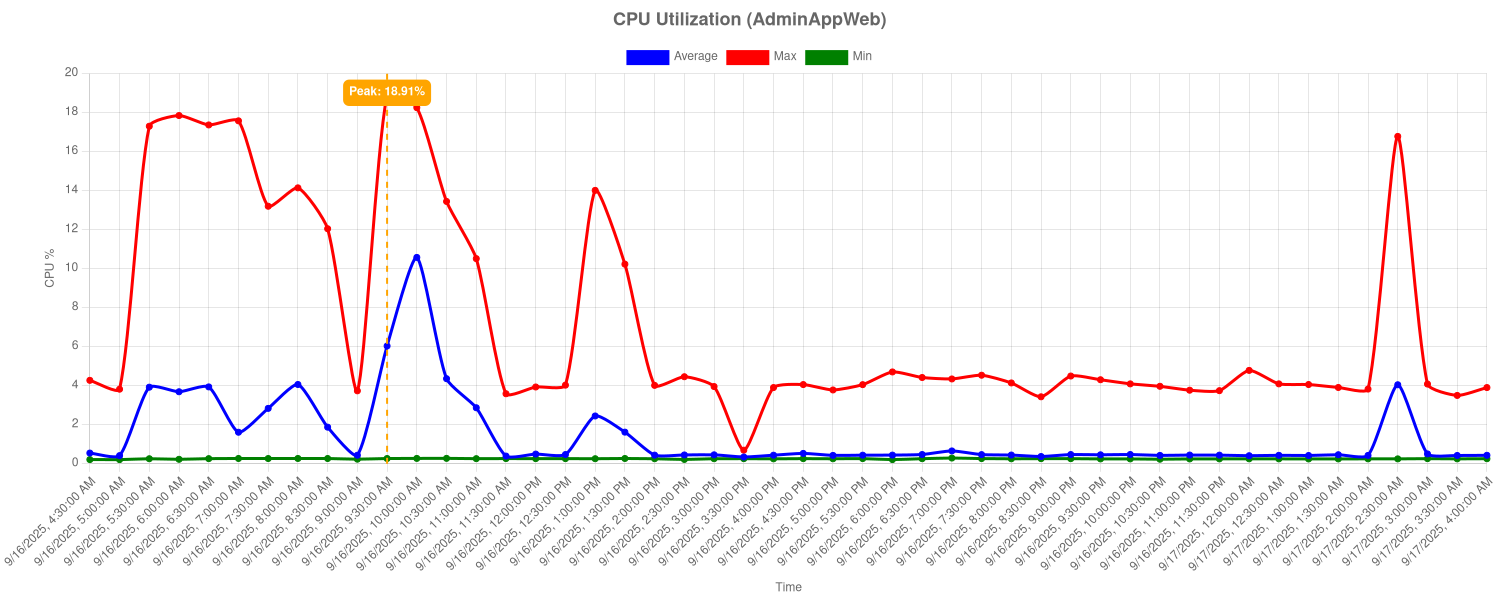 CPU Utilization (AdminAppWeb)
Average Max Min
Peak: 18.91%
20
18
16
14
12
10
8
6
4
2
0
CPU %
9/16/2025, 4:30:00 AM
9/16/2025, 5:00:00 AM
9/16/2025, 5:30:00 AM
9/16/2025, 6:00:00 AM
9/16/2025, 6:30:00 AM
9/16/2025, 7:00:00 AM
9/16/2025, 7:30:00 AM
9/16/2025, 8:00:00 AM
9/16/2025, 8:30:00 AM
9/16/2025, 9:00:00 AM
9/16/2025, 9:30:00 AM
9/16/2025, 10:00:00 AM
9/16/2025, 10:30:00 AM
9/16/2025, 11:00:00 AM
9/16/2025, 11:30:00 AM
9/16/2025, 12:00:00 PM
9/16/2025, 12:30:00 PM
9/16/2025, 1:00:00 PM
9/16/2025, 1:30:00 PM
9/16/2025, 2:00:00 PM
9/16/2025, 2:30:00 PM
9/16/2025, 3:00:00 PM
9/16/2025, 3:30:00 PM
9/16/2025, 4:00:00 PM
9/16/2025, 4:30:00 PM
9/16/2025, 5:00:00 PM
9/16/2025, 5:30:00 PM
9/16/2025, 6:00:00 PM
9/16/2025, 6:30:00 PM
9/16/2025, 7:00:00 PM
9/16/2025, 7:30:00 PM
9/16/2025, 8:00:00 PM
9/16/2025, 8:30:00 PM
9/16/2025, 9:00:00 PM
9/16/2025, 9:30:00 PM
9/16/2025, 10:00:00 PM
9/16/2025, 10:30:00 PM
9/16/2025, 11:00:00 PM
9/16/2025, 11:30:00 PM
9/17/2025, 12:00:00 AM
9/17/2025, 12:30:00 AM
9/17/2025, 1:00:00 AM
9/17/2025, 1:30:00 AM
9/17/2025, 2:00:00 AM
9/17/2025, 2:30:00 AM
9/17/2025, 3:00:00 AM
9/17/2025, 3:30:00 AM
9/17/2025, 4:00:00 AM
Time